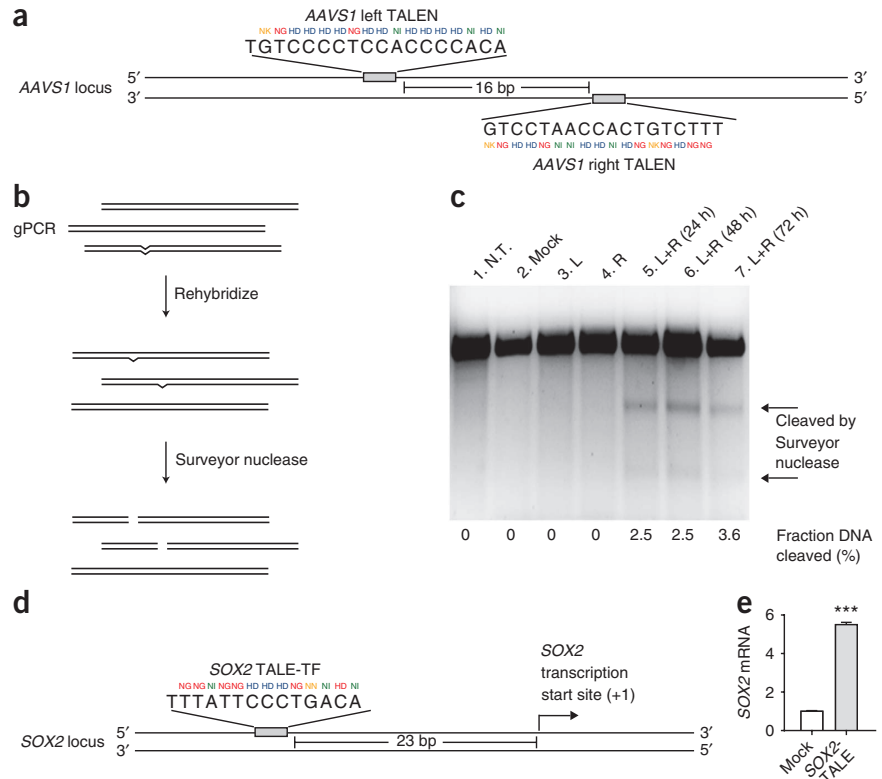 a
AAVS1 left TALEN
NK NG HD HD HD HD NG HD HD NI HD HD HD HD NI HD NI
TGTCCCCTCCACCCCACA
5′ 3′
AAVS1 locus
16 bp
3′ 5′
GTCCTAACCACTGTCTTT
NK NG HD HD NG NI NI HD HD NI HD NG NK NG HD NG NG
AAVS1 right TALEN
b
gPCR
Rehybridize
Surveyor nuclease
c
1. N.T.
2. Mock
3. L
4. R
5. L+R (24 h)
6. L+R (48 h)
7. L+R (72 h)
Cleaved by
Surveyor
nuclease
0 0 0 0 2.5 2.5 3.6
Fraction DNA
cleaved (%)
d
SOX2 TALE-TF
NG NG NI NG NG HD HD HD NG NN NI HD NI
TTTATTCCCTGACA
SOX2
transcription
start site (+1)
5′ 3′
SOX2 locus
23 bp
3′ 5′
e
SOX2 mRNA
6
4
2
0
***
Mock
SOX2-
TALE